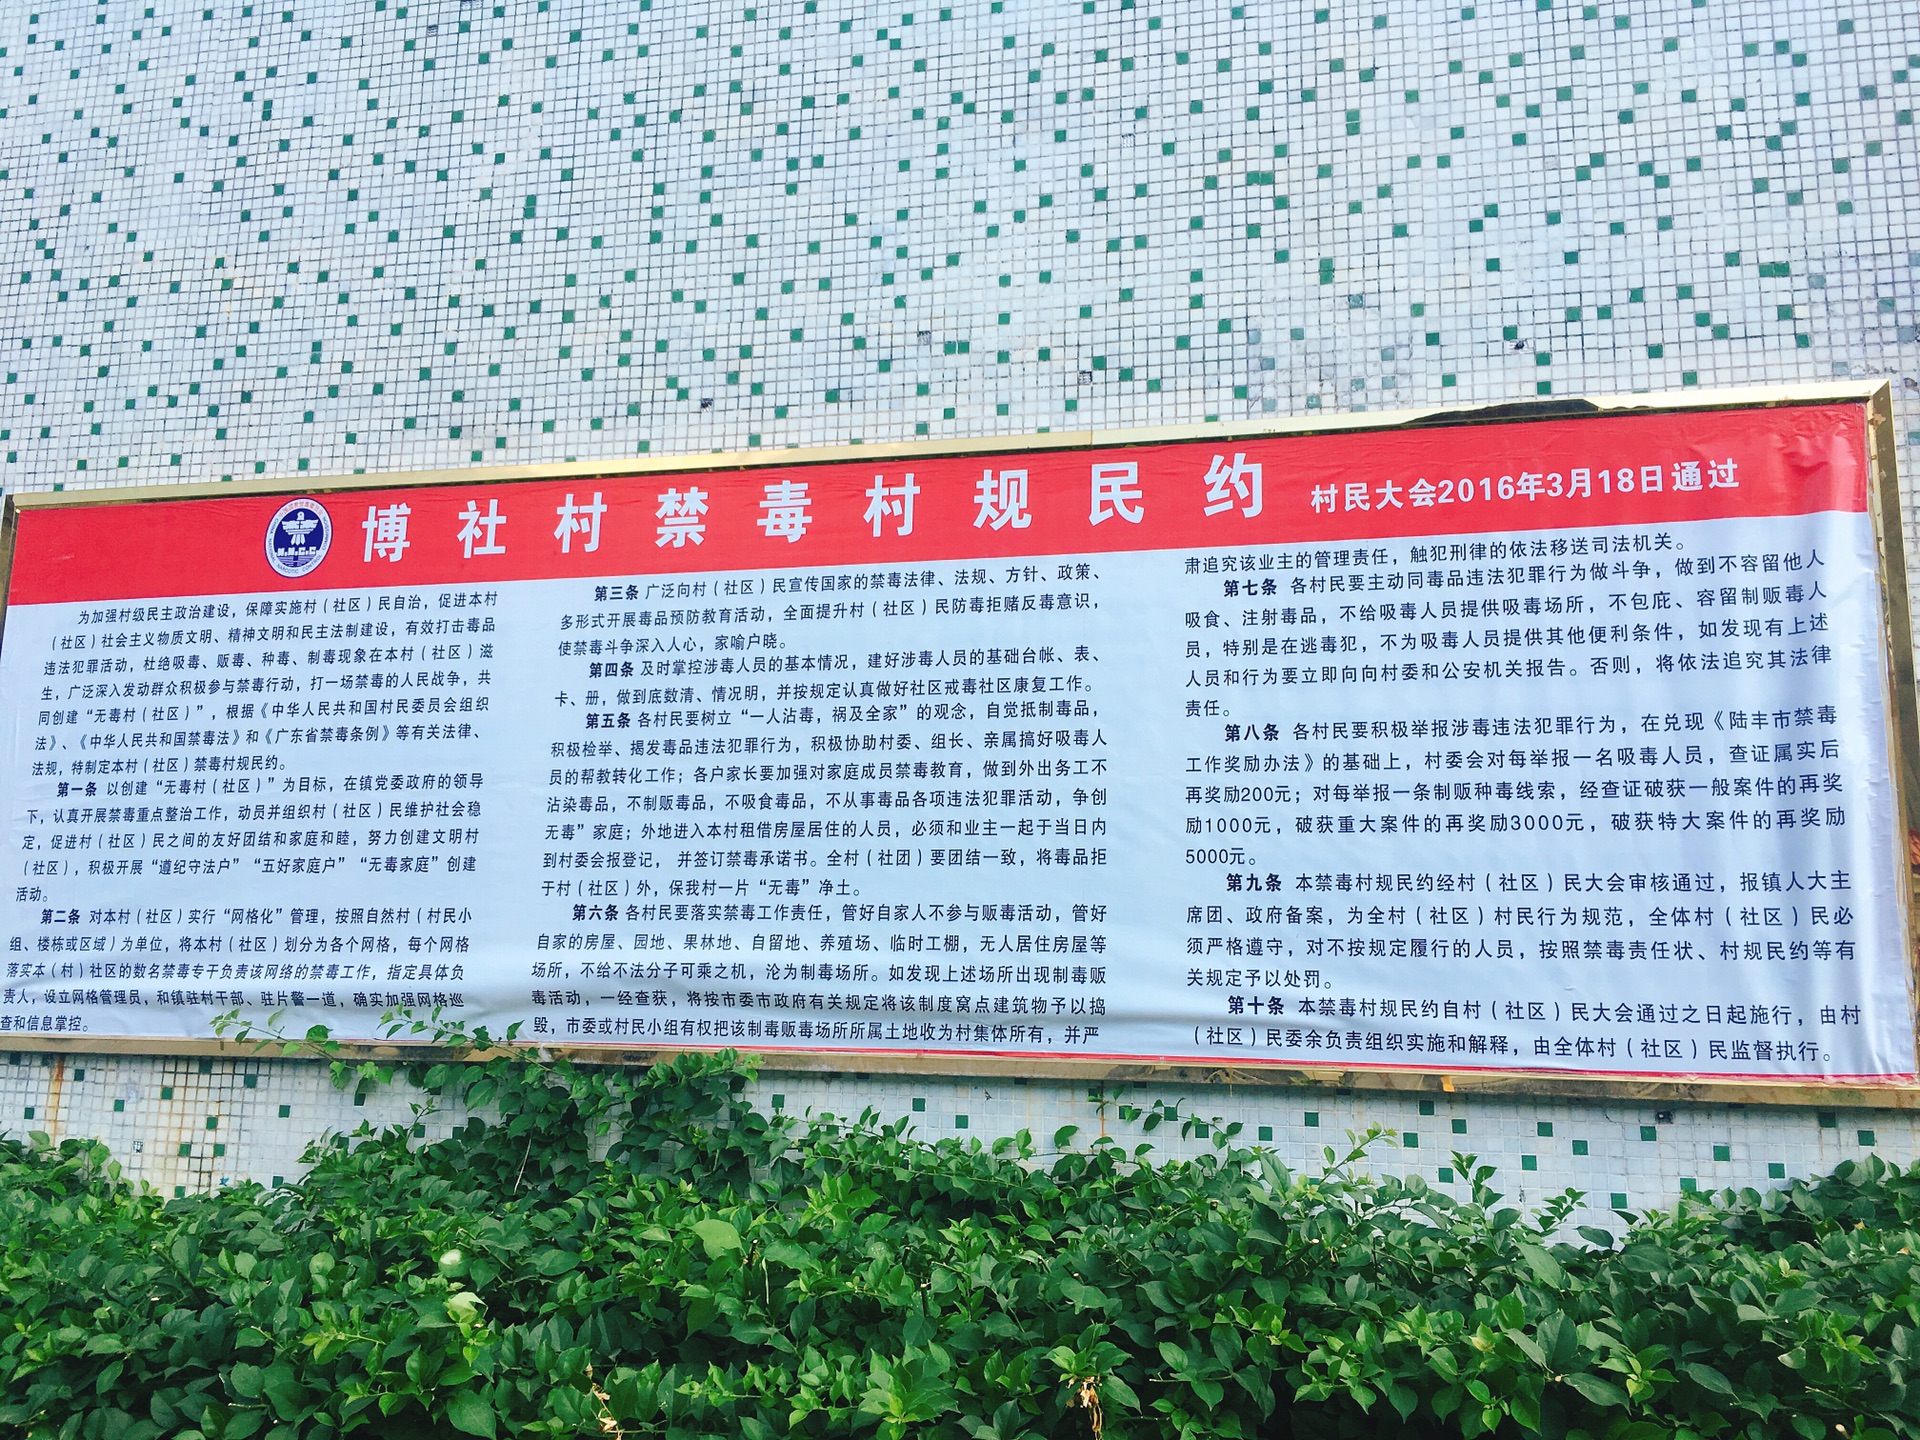 博社村禁毒村规民约 村民大会2016年3月18日通过
N.N.C.C
为加强村级民主政治建设，保障实施村（社区）民自治，促进本村
（社区）社会主义物质文明、精神文明和民主法制建设，有效打击毒品
违法犯罪活动，杜绝吸毒、贩毒、种毒、制毒现象在本村（社区）滋
生，广泛深入发动群众积极参与禁毒行动，打一场禁毒的人民战争，共
同创建“无毒村（社区）”，根据《中华人民共和国村民委员会组织
法》、《中华人民共和国禁毒法》和《广东省禁毒条例》等有关法律、
法规，特制定本村（社区）禁毒村规民约。
第一条 以创建“无毒村（社区）”为目标，在镇党委政府的领导
下，认真开展禁毒重点整治工作，动员并组织村（社区）民维护社会稳
定，促进村（社区）民之间的友好团结和家庭和睦，努力创建文明村
（社区），积极开展“遵纪守法户”“五好家庭户”“无毒家庭”创建
活动。
第二条 对本村（社区）实行“网格化”管理，按照自然村（村民小
组、楼栋或区域）为单位，将本村（社区）划分为各个网格，每个网格
落实本（村）社区的数名禁毒专干负责该网络的禁毒工作，指定具体负
责人，设立网格管理员，和镇驻村干部、驻片警一道，确实加强网格巡
查和信息掌控。
第三条 广泛向村（社区）民宣传国家的禁毒法律、法规、方针、政策、
多形式开展毒品预防教育活动，全面提升村（社区）民防毒拒赌反毒意识，
使禁毒斗争深入人心，家喻户晓。
第四条 及时掌控涉毒人员的基本情况，建好涉毒人员的基础台帐、表、
卡、册，做到底数清、情况明，并按规定认真做好社区戒毒社区康复工作。
第五条 各村民要树立“一人沾毒，祸及全家”的观念，自觉抵制毒品，
积极检举、揭发毒品违法犯罪行为，积极协助村委、组长、亲属搞好吸毒人
员的帮教转化工作；各户家长要加强对家庭成员禁毒教育，做到外出务工不
沾染毒品，不制贩毒品，不吸食毒品，不从事毒品各项违法犯罪活动，争创
无毒”家庭；外地进入本村租借房屋居住的人员，必须和业主一起于当日内
到村委会报登记， 并签订禁毒承诺书。全村（社团）要团结一致，将毒品拒
于村（社区）外，保我村一片“无毒”净土。
第六条 各村民要落实禁毒工作责任，管好自家人不参与贩毒活动，管好
自家的房屋、园地、果林地、自留地、养殖场、临时工棚，无人居住房屋等
场所，不给不法分子可乘之机，沦为制毒场所。如发现上述场所出现制毒贩
毒活动，一经查获，将按市委市政府有关规定将该制度窝点建筑物予以捣
毁，市委或村民小组有权把该制毒贩毒场所所属土地收为村集体所有，并严
肃追究该业主的管理责任，触犯刑律的依法移送司法机关。
第七条 各村民要主动同毒品违法犯罪行为做斗争，做到不容留他人
吸食、注射毒品，不给吸毒人员提供吸毒场所，不包庇、容留制贩毒人
员，特别是在逃毒犯，不为吸毒人员提供其他便利条件，如发现有上述
人员和行为要立即向向村委和公安机关报告。否则，将依法追究其法律
责任。
第八条 各村民要积极举报涉毒违法犯罪行为，在兑现《陆丰市禁毒
工作奖励办法》的基础上，村委会对每举报一名吸毒人员，查证属实后
再奖励200元；对每举报一条制贩种毒线索，经查证破获一般案件的再奖
励1000元，破获重大案件的再奖励3000元，破获特大案件的再奖励
5000元。
第九条 本禁毒村规民约经村（社区）民大会审核通过，报镇人大主
席团、政府备案，为全村（社区）村民行为规范，全体村（社区）民必
须严格遵守，对不按规定履行的人员，按照禁毒责任状、村规民约等有
关规定予以处罚。
第十条 本禁毒村规民约自村（社区）民大会通过之日起施行，由村
（社区）民委余负责组织实施和解释，由全体村（社区）民监督执行。